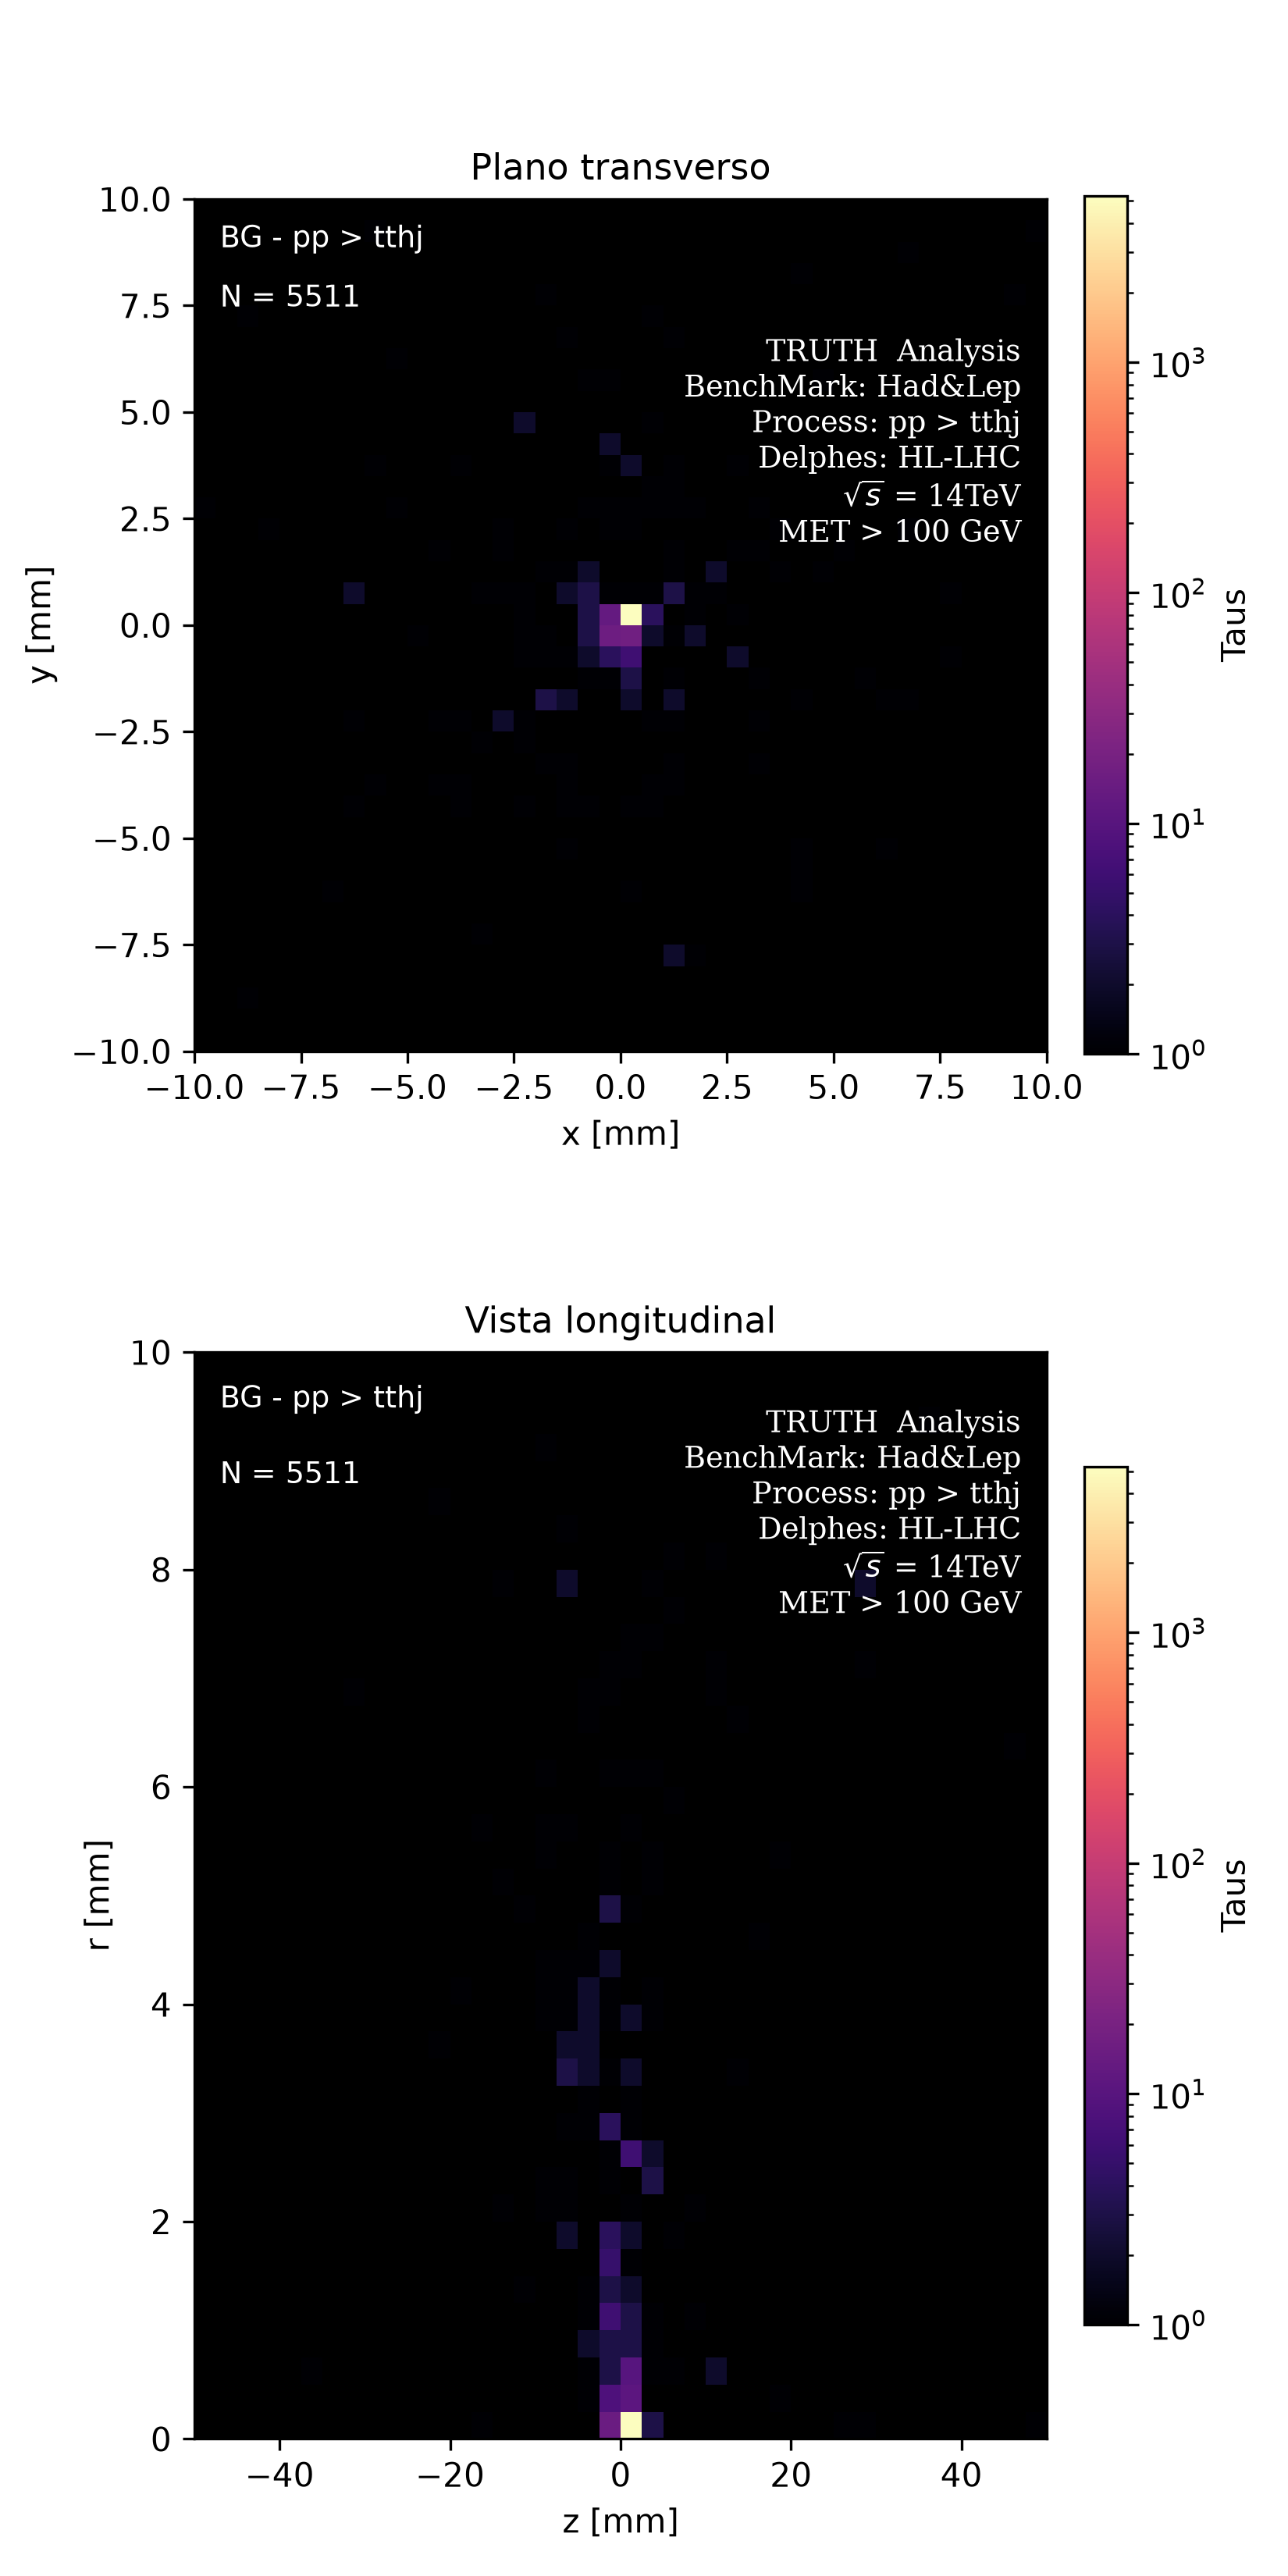 Plano transverso
10.0
7.5
5.0
2.5
0.0
−2.5
−5.0
−7.5
−10.0
y [mm]
BG - pp > tthj
N = 5511
TRUTH  Analysis
BenchMark: Had&Lep
Process: pp > tthj
Delphes: HL-LHC
√s = 14TeV
MET > 100 GeV
−10.0 −7.5 −5.0 −2.5 0.0 2.5 5.0 7.5 10.0
x [mm]
10³
10²
10¹
10⁰
Taus
Vista longitudinal
10
8
6
4
2
0
r [mm]
BG - pp > tthj
N = 5511
TRUTH  Analysis
BenchMark: Had&Lep
Process: pp > tthj
Delphes: HL-LHC
√s = 14TeV
MET > 100 GeV
−40 −20 0 20 40
z [mm]
10³
10²
10¹
10⁰
Taus